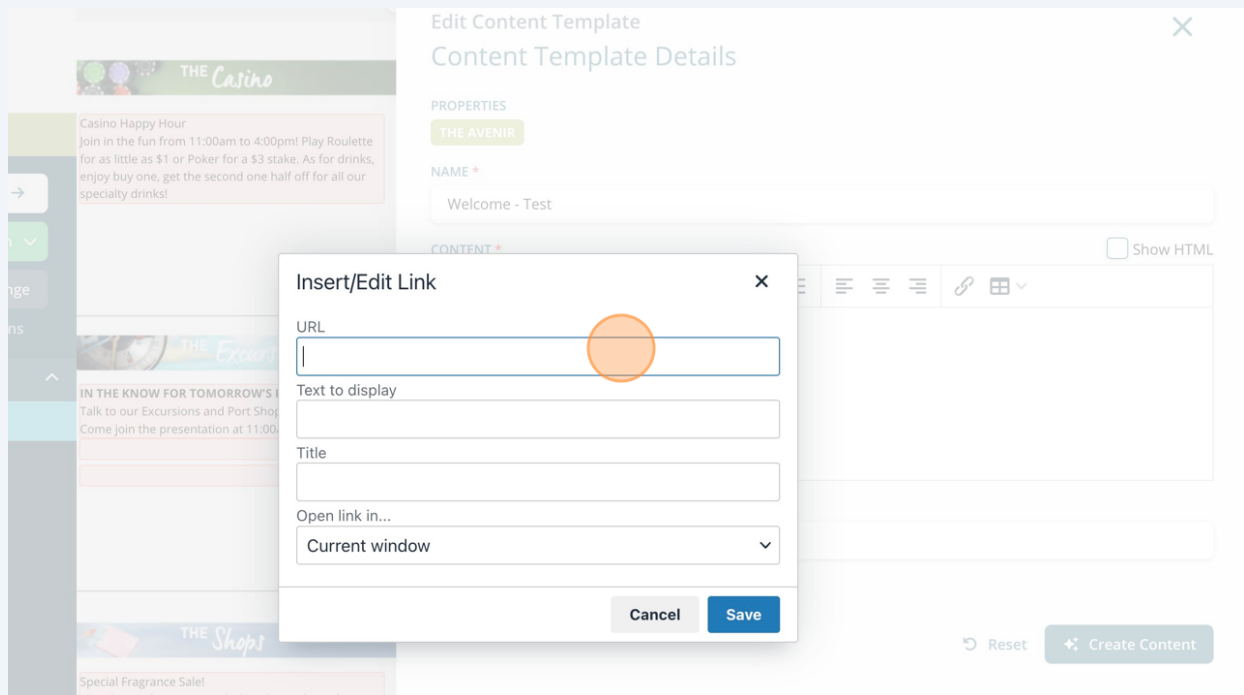 Edit Content Template
Content Template Details
THE Casino
PROPERTIES
THE AVENIR
Casino Happy Hour
Join in the fun from 11:00am to 4:00pm! Play Roulette
for as little as $1 or Poker for a $3 stake. As for drinks,
enjoy buy one, get the second one half off for all our
specialty drinks!
NAME *
Welcome - Test
CONTENT *
Show HTML
Insert/Edit Link
URL
THE
Text to display
IN THE KNOW FOR TOMORROW'S
Talk to our Excursions and Port
Come join the presentation at
Title
Open link in...
Current window
Cancel
Save
THE Shops
Reset
Create Content
Special Fragrance Sale!